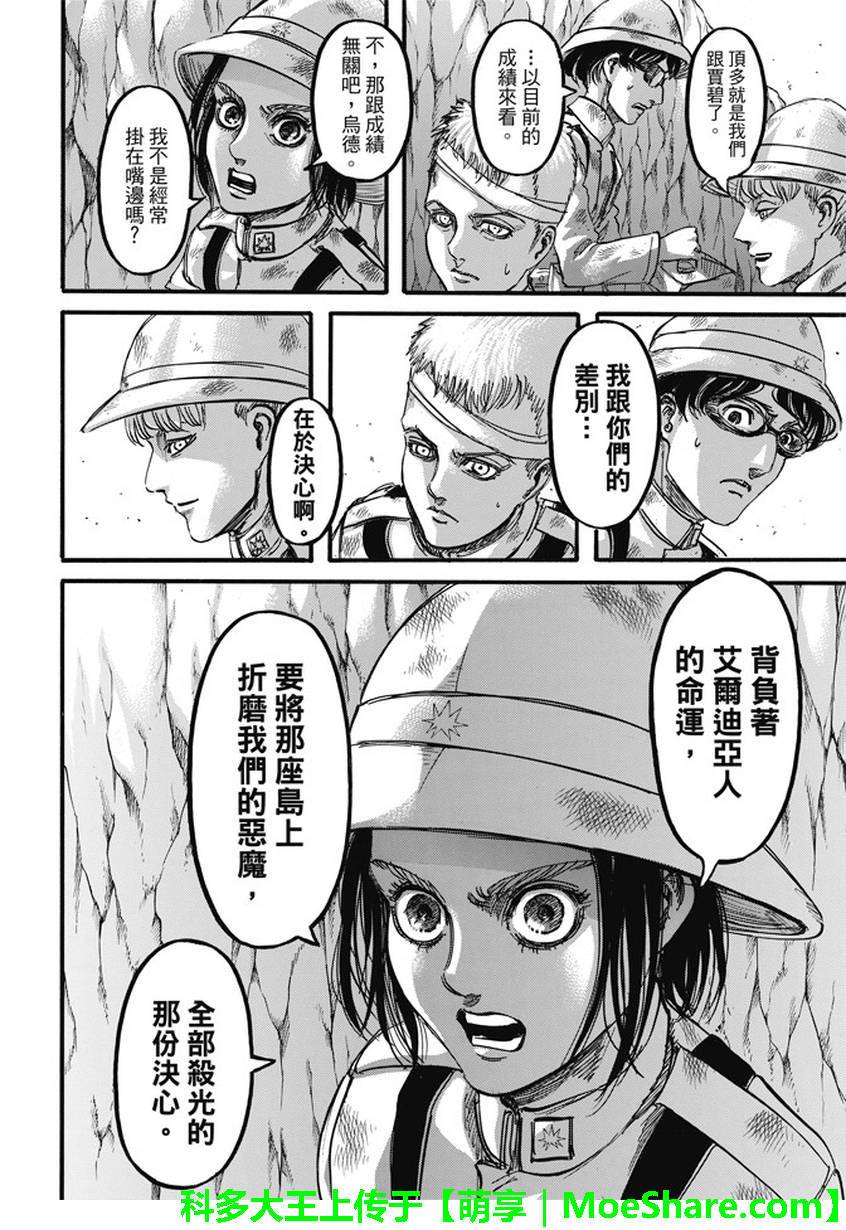 頂多就是我們
跟賈碧了。
…以目前的
成績來看。
不，那跟成績
無關吧，烏德。
我不是經常
掛在嘴邊嗎？
我跟你們的
差別…
在於決心啊。
背負著
艾爾迪亞人
的命運，
要將那座島上
折磨我們的惡魔，
全部殺光的
那份決心。
科多大王上传于【萌享｜MoeShare.com】